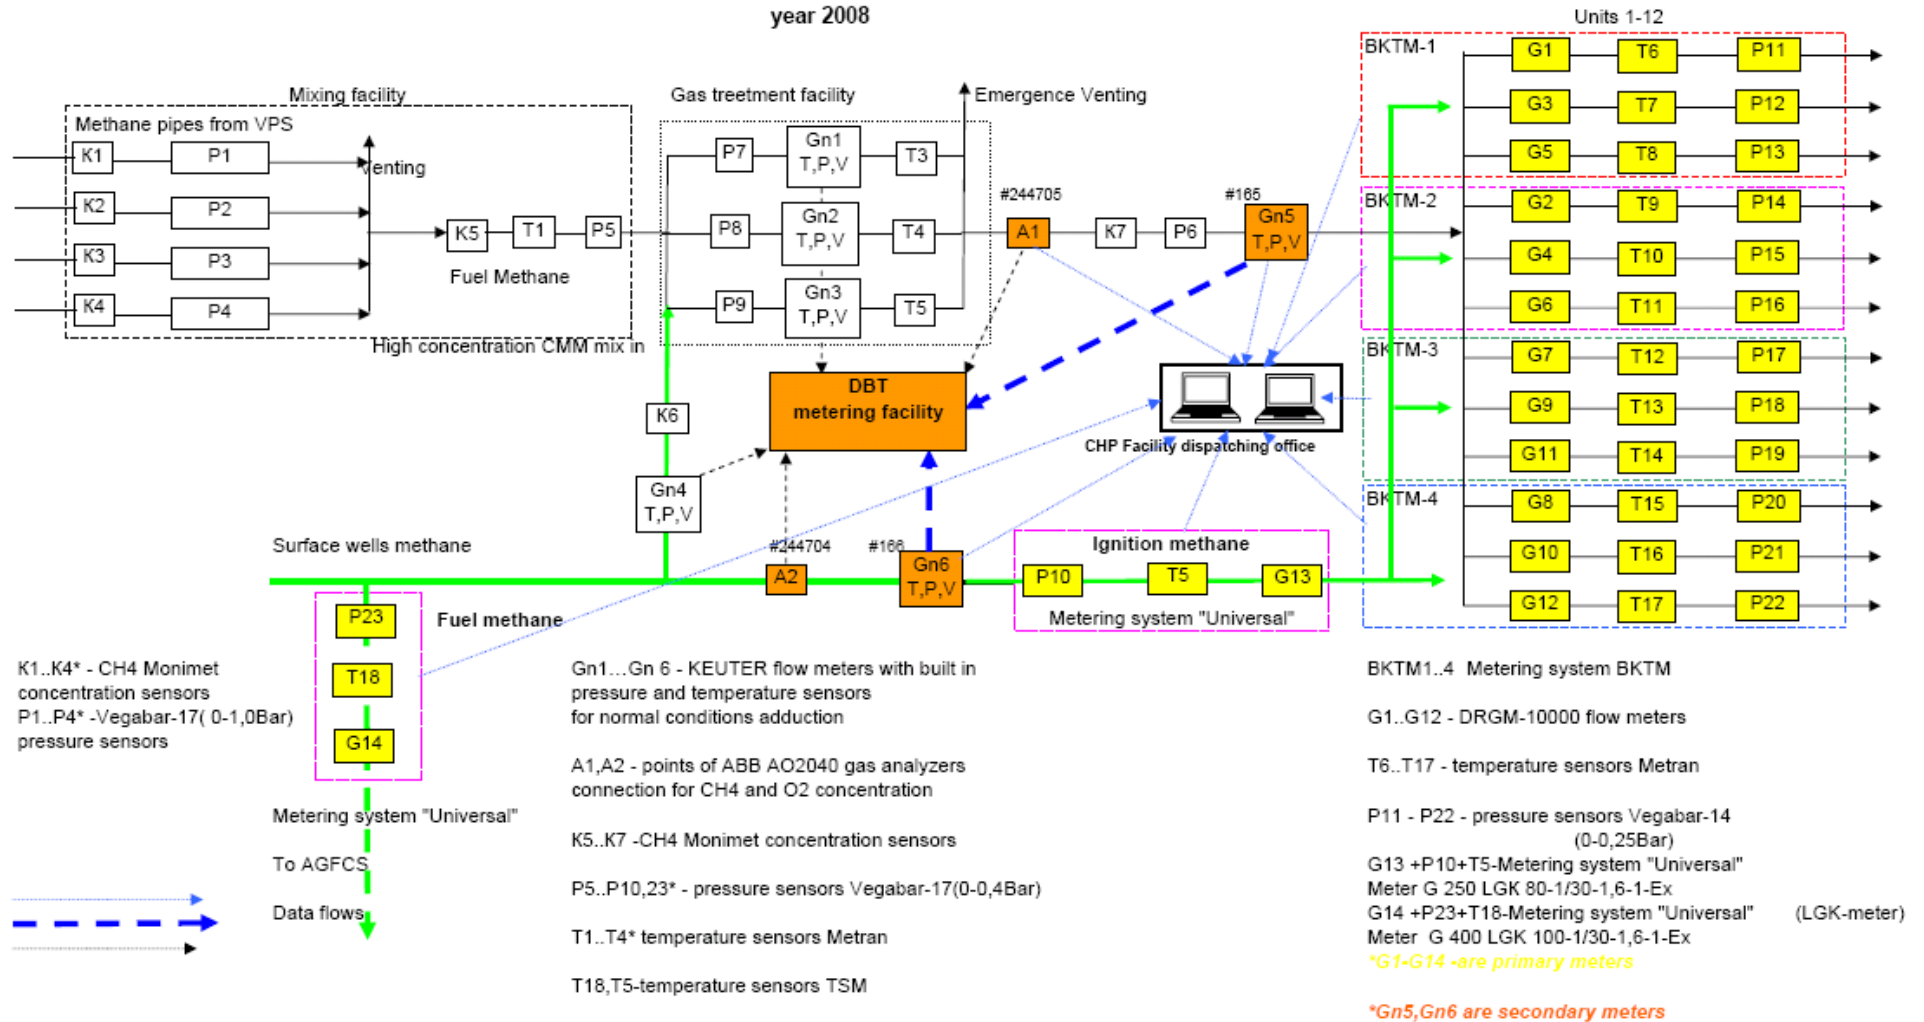 year 2008
Units 1-12
Mixing facility
Methane pipes from VPS
K1 P1
K2 P2
K3 P3
K4 P4
Venting
K5 T1 P5
Fuel Methane
High concentration CMM mix in
Gas treetment facility
Emergence Venting
P7
Gn1
T,P,V
T3
P8
Gn2
T,P,V
T4
P9
Gn3
T,P,V
T5
#244705
A1
K7
P6
#165
Gn5
T,P,V
DBT
metering facility
CHP Facility dispatching office
K6
Gn4
T,P,V
Surface wells methane
#244704
A2
#166
Gn6
T,P,V
Ignition methane
P10 T5 G13
Metering system "Universal"
P23
T18
G14
Fuel methane
Metering system "Universal"
To AGFCS
Data flows
BKTM-1
G1 T6 P11
G3 T7 P12
G5 T8 P13
BKTM-2
G2 T9 P14
G4 T10 P15
G6 T11 P16
BKTM-3
G7 T12 P17
G9 T13 P18
G11 T14 P19
BKTM-4
G8 T15 P20
G10 T16 P21
G12 T17 P22
K1..K4* - CH4 Monimet
concentration sensors
P1..P4* -Vegabar-17( 0-1,0Bar)
pressure sensors
Gn1...Gn 6 - KEUTER flow meters with built in
pressure and temperature sensors
for normal conditions adduction
A1,A2 - points of ABB AO2040 gas analyzers
connection for CH4 and O2 concentration
K5..K7 -CH4 Monimet concentration sensors
P5..P10,23* - pressure sensors Vegabar-17(0-0,4Bar)
T1..T4* temperature sensors Metran
T18,T5-temperature sensors TSM
BKTM1..4 Metering system BKTM
G1..G12 - DRGM-10000 flow meters
T6..T17 - temperature sensors Metran
P11 - P22 - pressure sensors Vegabar-14
(0-0,25Bar)
G13 +P10+T5-Metering system "Universal"
Meter G 250 LGK 80-1/30-1,6-1-Ex
G14 +P23+T18-Metering system "Universal" (LGK-meter)
Meter G 400 LGK 100-1/30-1,6-1-Ex
*G1-G14 -are primary meters
*Gn5,Gn6 are secondary meters